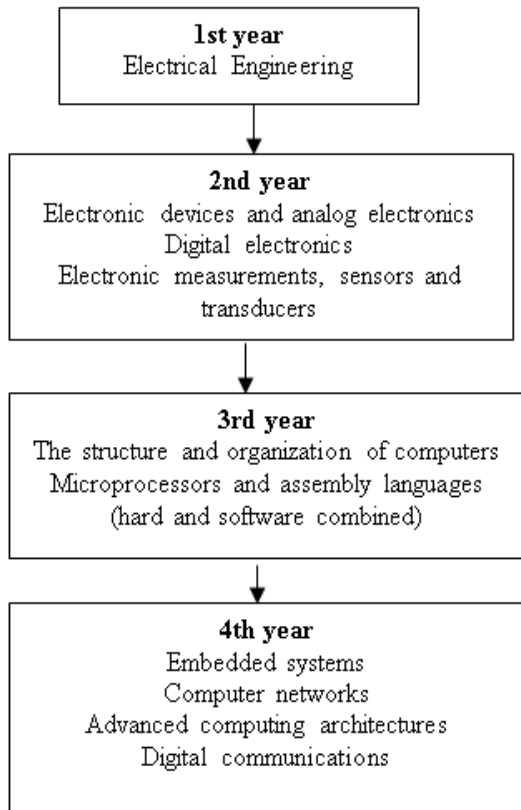 1st year
Electrical Engineering
2nd year
Electronic devices and analog electronics
Digital electronics
Electronic measurements, sensors and
transducers
3rd year
The structure and organization of computers
Microprocessors and assembly languages
(hard and software combined)
4th year
Embedded systems
Computer networks
Advanced computing architectures
Digital communications